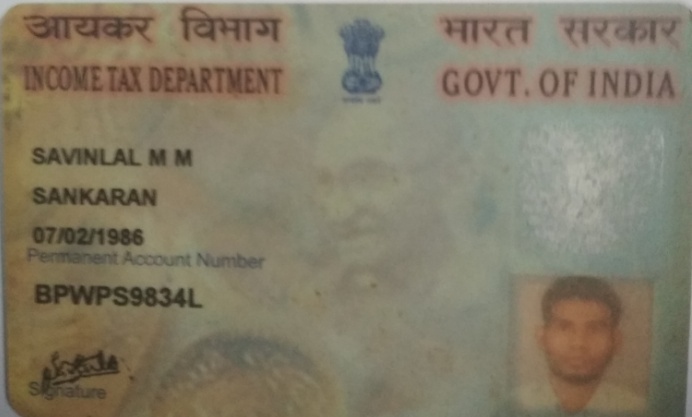 आयकर विभाग
भारत सरकार
INCOME TAX DEPARTMENT
GOVT. OF INDIA
SAVINLAL M M
SANKARAN
07/02/1986
Permanent Account Number
BPWPS9834L
Signature